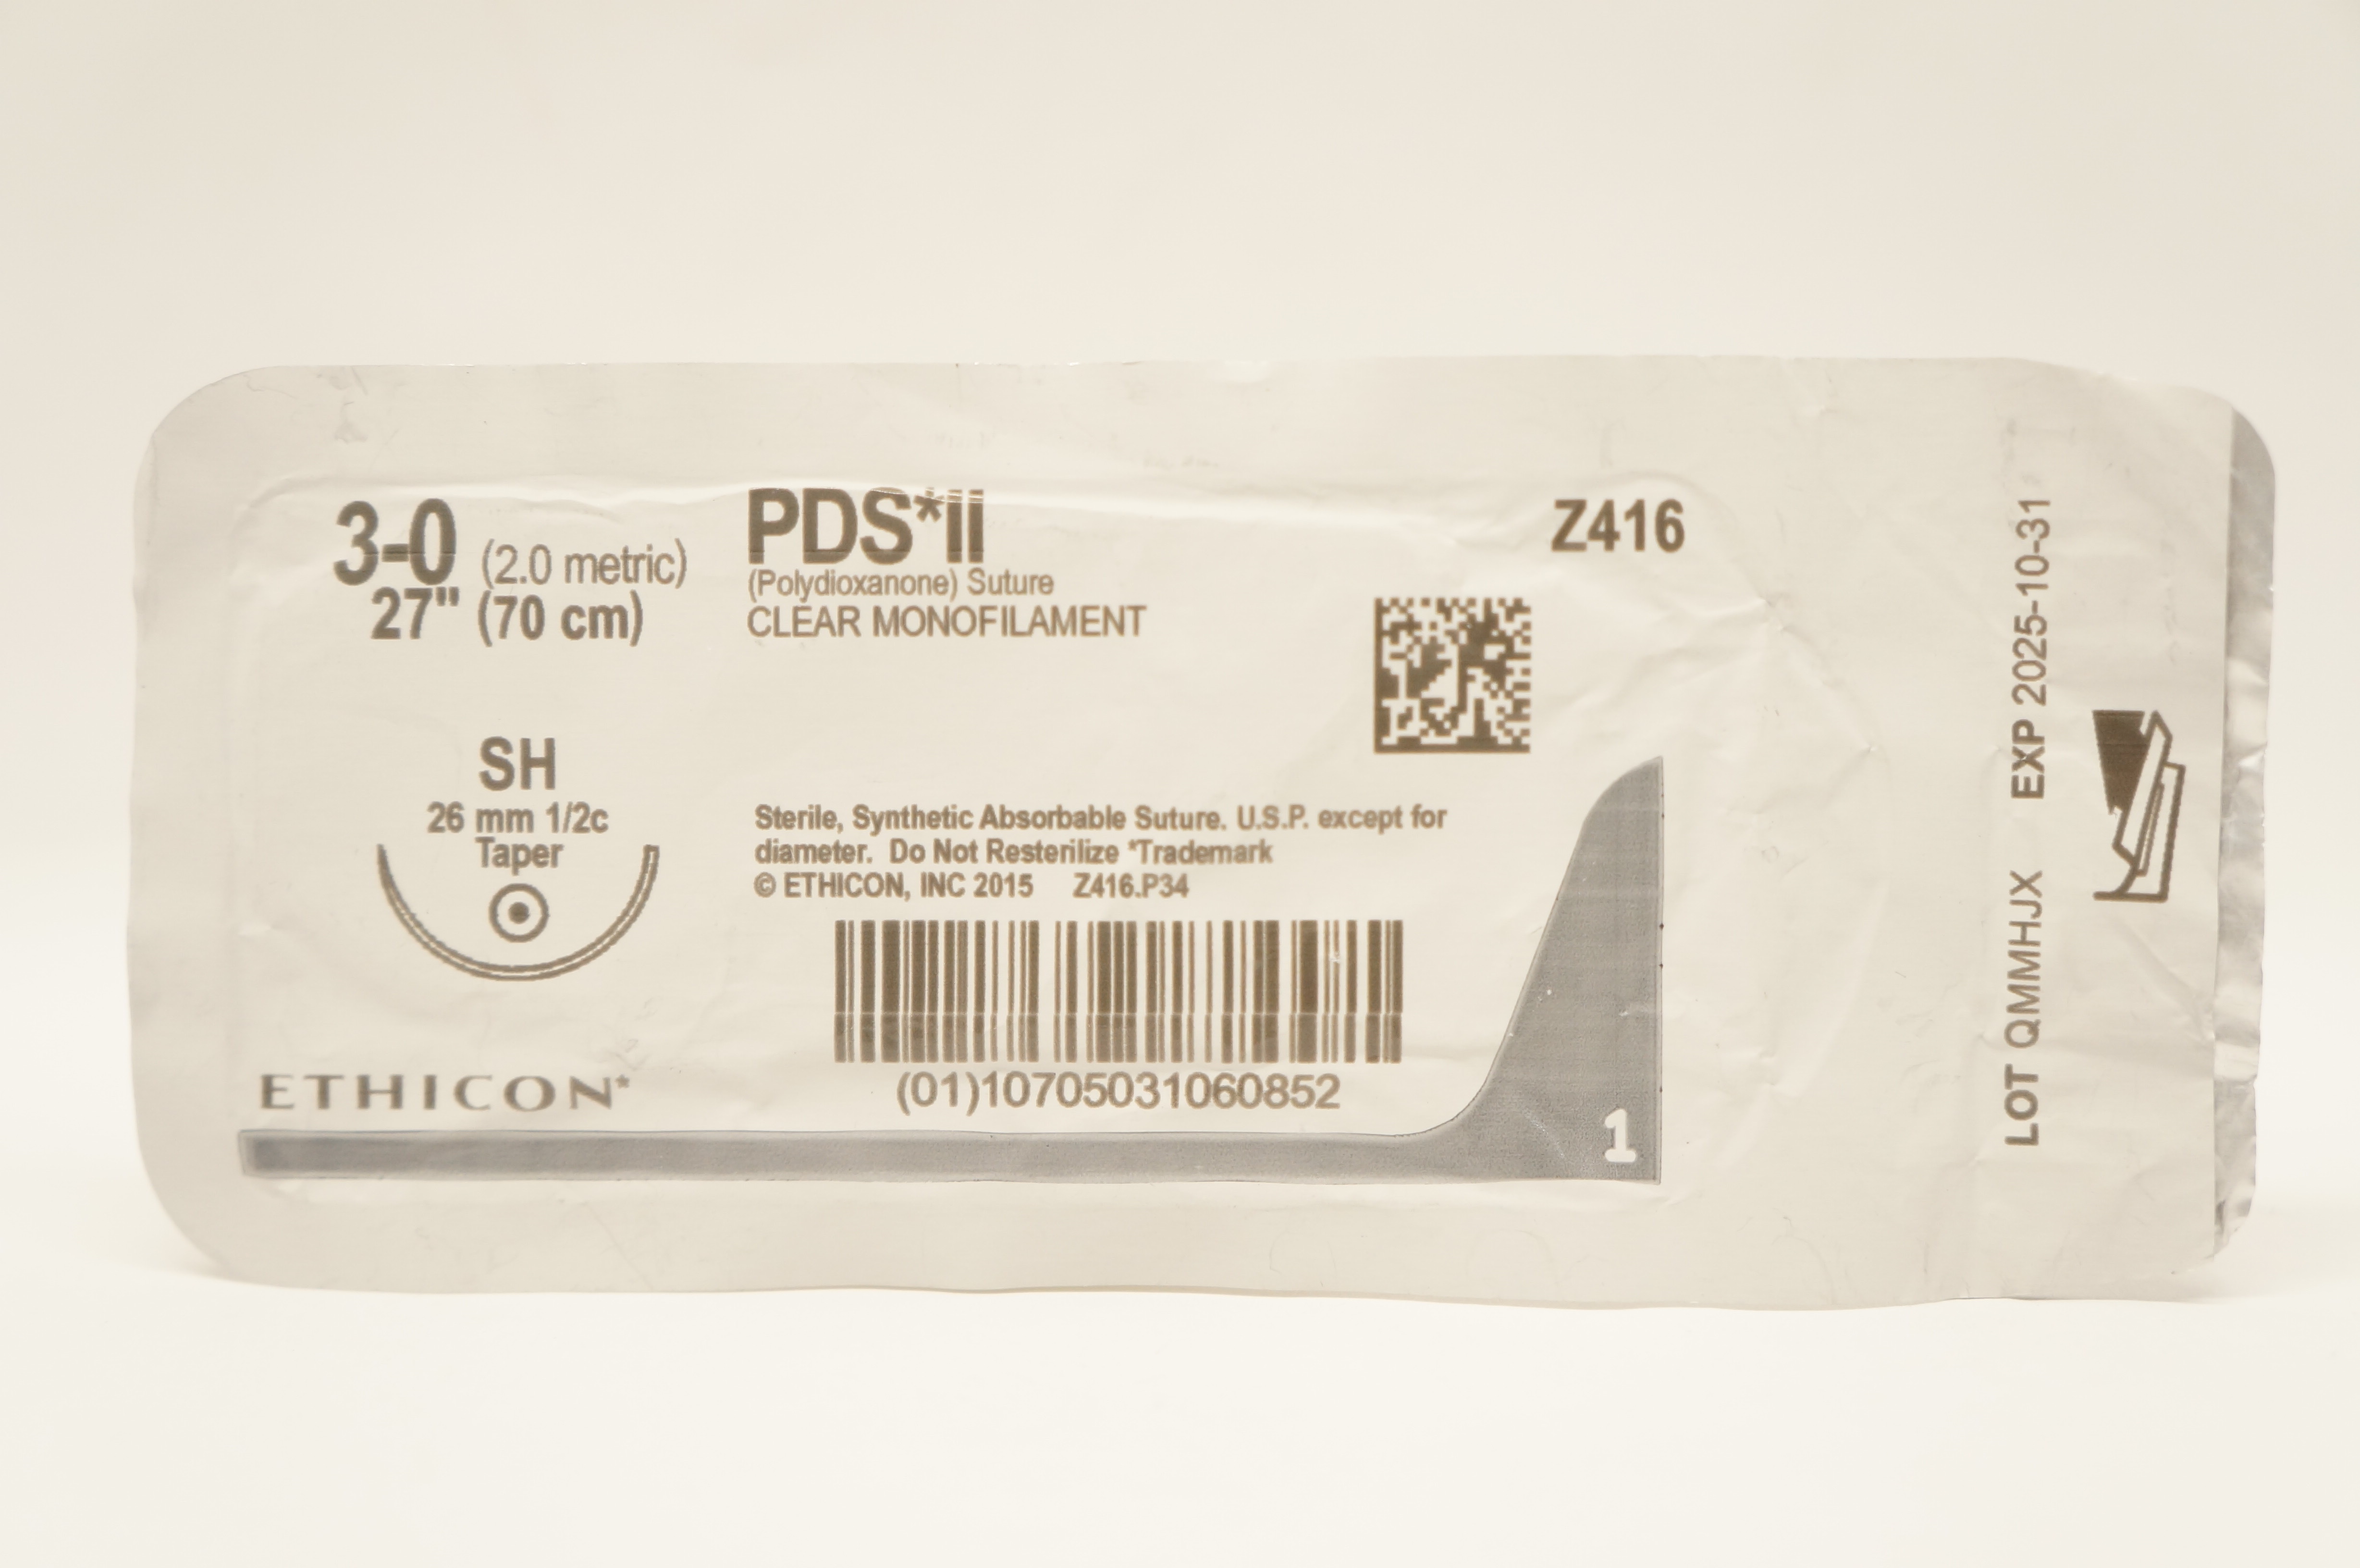 3-0 (2.0 metric)
27" (70 cm)
PDS*II
(Polydioxanone) Suture
CLEAR MONOFILAMENT
Z416
SH
26 mm 1/2c
Taper
Sterile, Synthetic Absorbable Suture. U.S.P. except for
diameter. Do Not Resterilize *Trademark
© ETHICON, INC 2015 Z416.P34
(01)10705031060852
ETHICON*
1
LOT QMMHJX EXP 2025-10-31